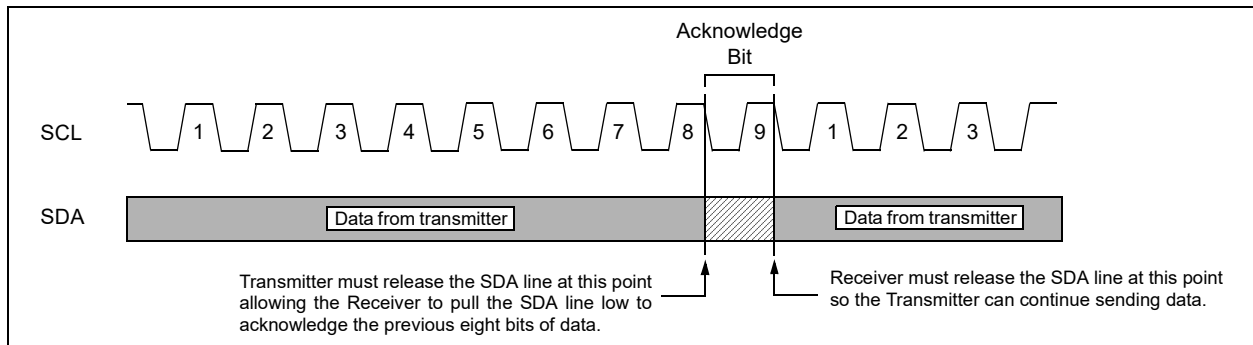 Acknowledge
Bit
SCL
1 2 3 4 5 6 7 8 9 1 2 3
SDA
Data from transmitter
Data from transmitter
Transmitter must release the SDA line at this point
allowing the Receiver to pull the SDA line low to
acknowledge the previous eight bits of data.
Receiver must release the SDA line at this point
so the Transmitter can continue sending data.